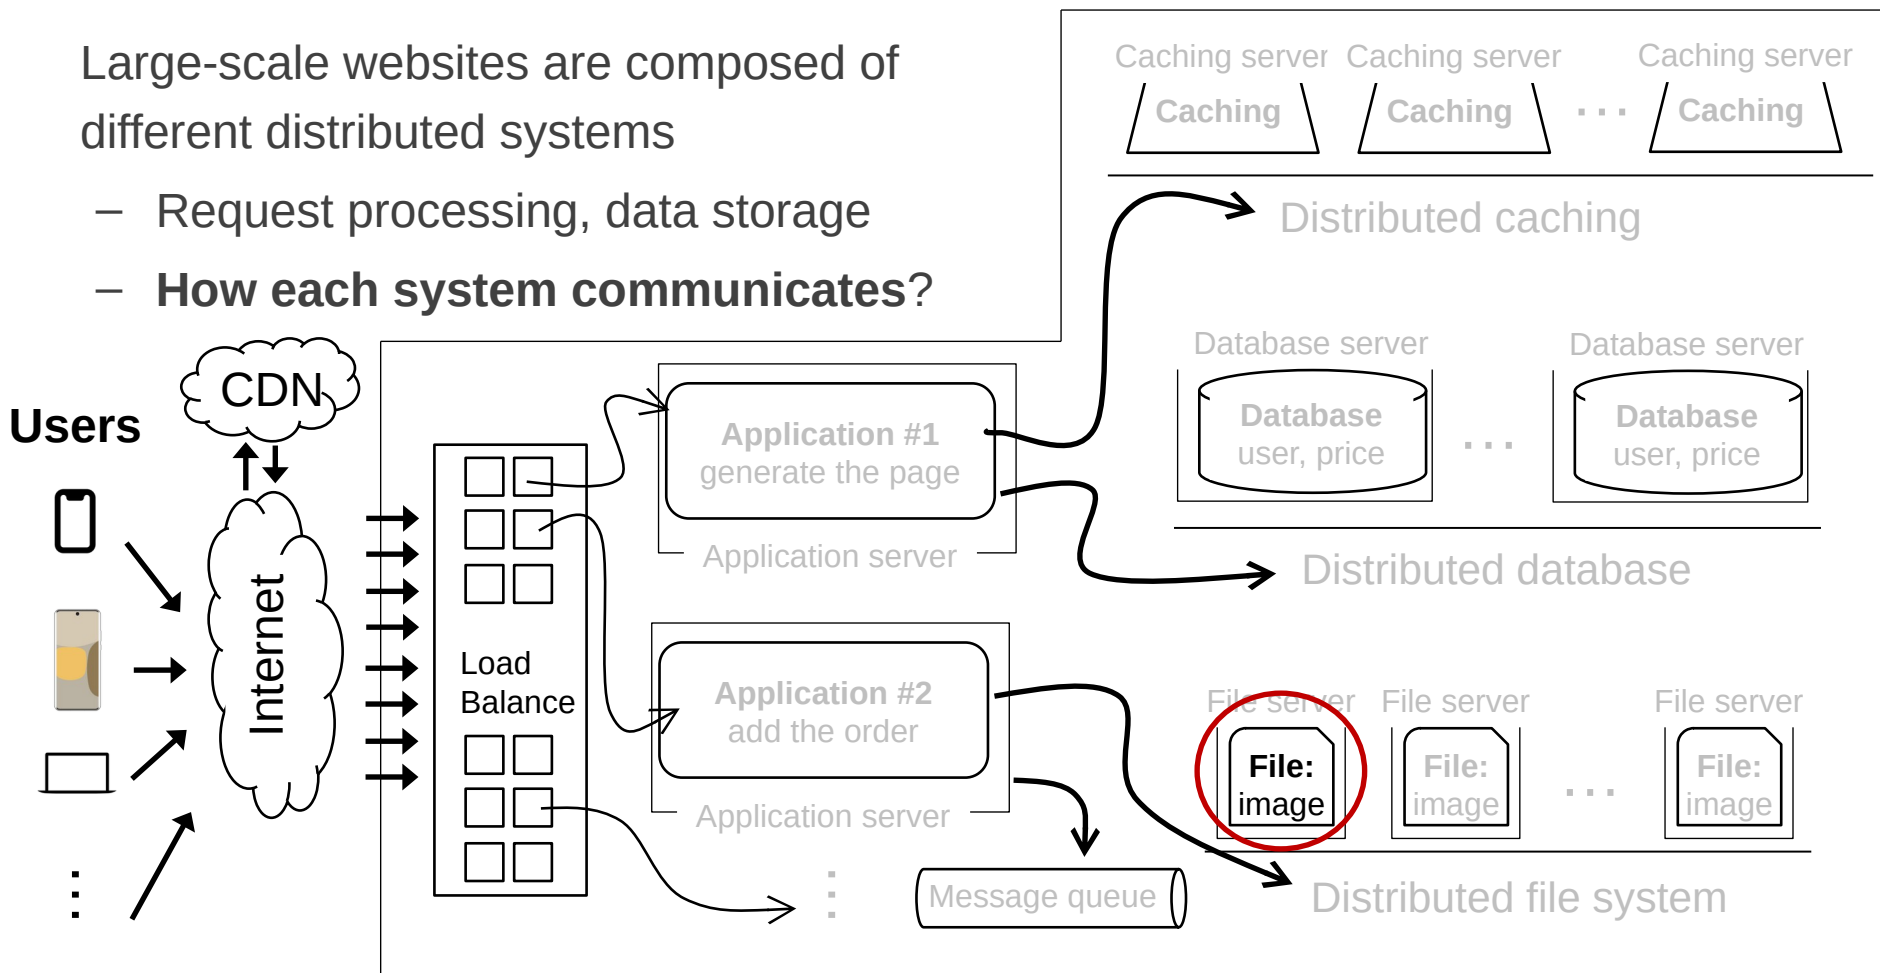 Large-scale websites are composed of
different distributed systems
– Request processing, data storage
– How each system communicates?
Caching server
Caching server
Caching server
Caching
Caching
...
Caching
Distributed caching
Database server
Database server
Database
user, price
...
Database
user, price
Distributed database
CDN
Users
Internet
Load
Balance
Application #1
generate the page
Application server
Application #2
add the order
Application server
Message queue
File server
File server
File server
File:
image
File:
image
...
File:
image
Distributed file system